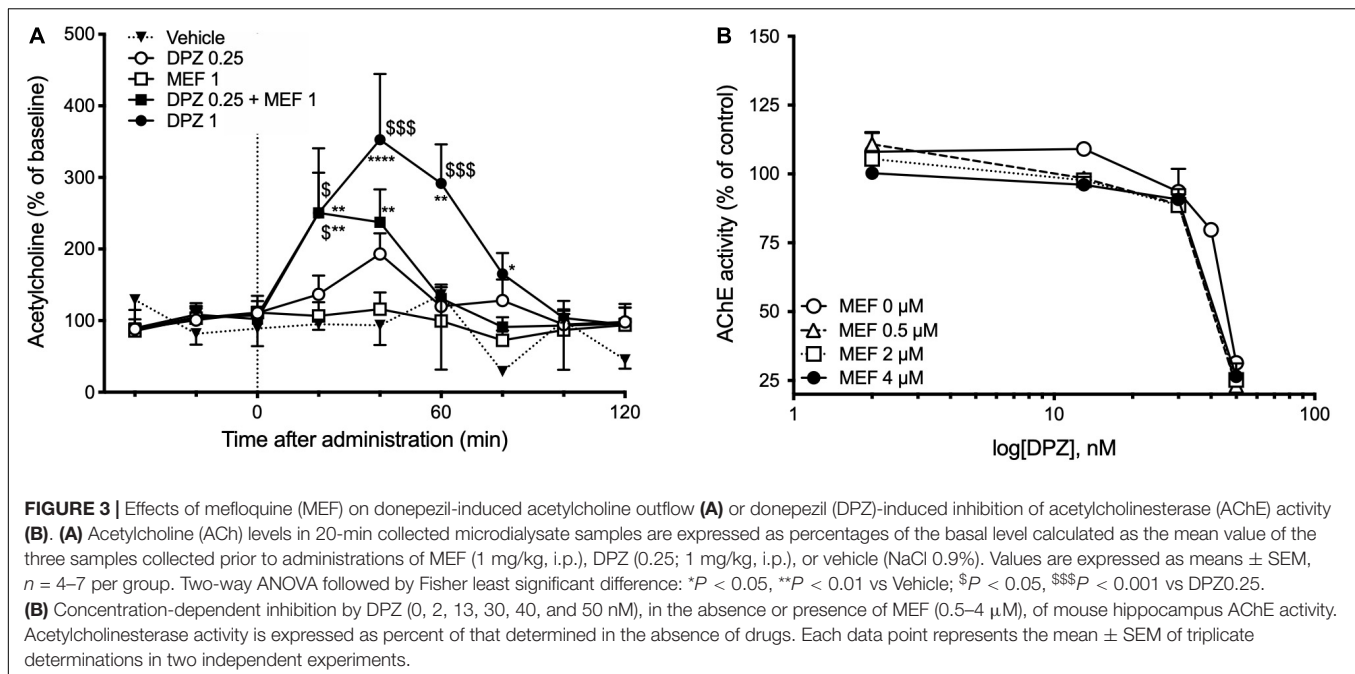 A
500
400
300
200
100
0
Acetylcholine (% of baseline)
Vehicle
DPZ 0.25
MEF 1
DPZ 0.25 + MEF 1
DPZ 1
$
**
$**
$$$
****
**
$$$
**
*
0
60
120
Time after administration (min)
B
150
125
100
75
50
25
AChE activity (% of control)
MEF 0 µM
MEF 0.5 µM
MEF 2 µM
MEF 4 µM
1
10
100
log[DPZ], nM
FIGURE 3 | Effects of mefloquine (MEF) on donepezil-induced acetylcholine outflow (A) or donepezil (DPZ)-induced inhibition of acetylcholinesterase (AChE) activity
(B). (A) Acetylcholine (ACh) levels in 20-min collected microdialysate samples are expressed as percentages of the basal level calculated as the mean value of the
three samples collected prior to administrations of MEF (1 mg/kg, i.p.), DPZ (0.25; 1 mg/kg, i.p.), or vehicle (NaCl 0.9%). Values are expressed as means ± SEM,
n = 4–7 per group. Two-way ANOVA followed by Fisher least significant difference: *P < 0.05, **P < 0.01 vs Vehicle; $P < 0.05, $$$P < 0.001 vs DPZ0.25.
(B) Concentration-dependent inhibition by DPZ (0, 2, 13, 30, 40, and 50 nM), in the absence or presence of MEF (0.5–4 µM), of mouse hippocampus AChE activity.
Acetylcholinesterase activity is expressed as percent of that determined in the absence of drugs. Each data point represents the mean ± SEM of triplicate
determinations in two independent experiments.